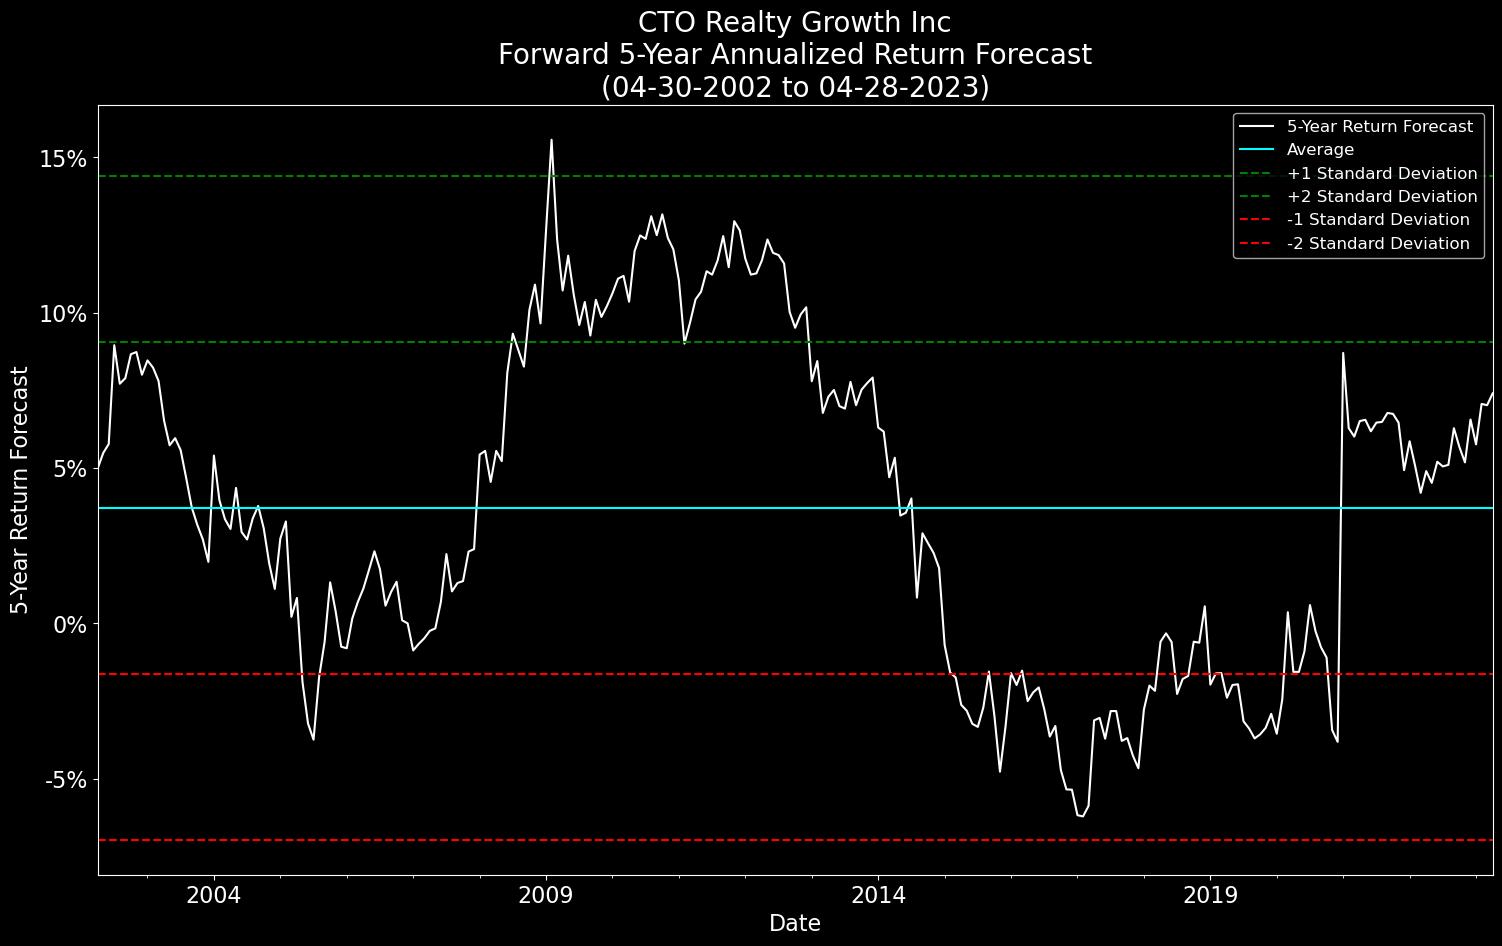 CTO Realty Growth Inc
Forward 5-Year Annualized Return Forecast
(04-30-2002 to 04-28-2023)
5-Year Return Forecast
Average
+1 Standard Deviation
+2 Standard Deviation
-1 Standard Deviation
-2 Standard Deviation
15%
10%
5%
0%
-5%
5-Year Return Forecast
2004
2009
2014
2019
Date